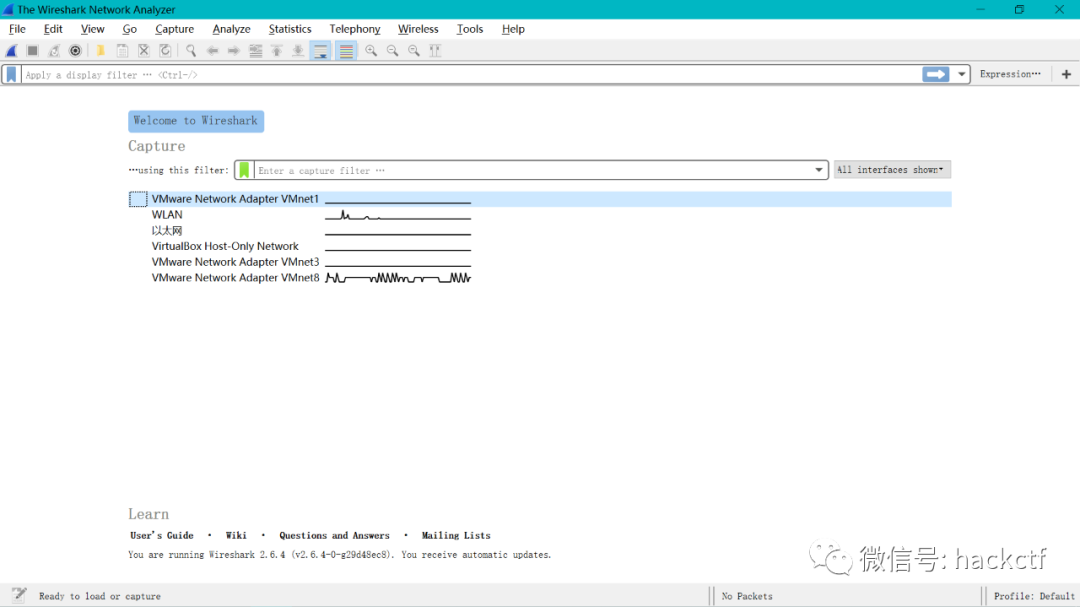 The Wireshark Network Analyzer
File Edit View Go Capture Analyze Statistics Telephony Wireless Tools Help
Apply a display filter ··· <Ctrl-/> Expression···
Welcome to Wireshark
Capture
···using this filter: Enter a capture filter ··· All interfaces shown
VMware Network Adapter VMnet1
WLAN
以太网
VirtualBox Host-Only Network
VMware Network Adapter VMnet3
VMware Network Adapter VMnet8
Learn
User's Guide · Wiki · Questions and Answers · Mailing Lists
You are running Wireshark 2.6.4 (v2.6.4-0-g29d48ec8). You receive automatic updates.
微信号: hackctf
Ready to load or capture No Packets Profile: Default